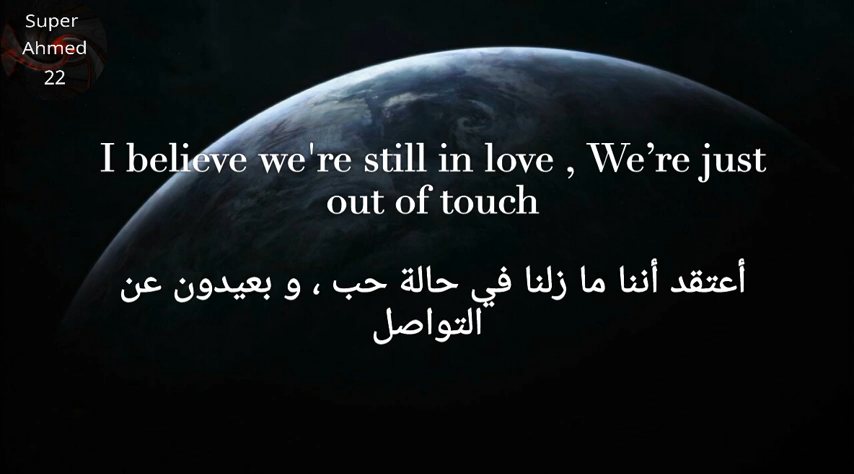 Super
Ahmed
22
I believe we're still in love , We’re just
out of touch
أعتقد أننا ما زلنا في حالة حب ، و بعيدون عن
التواصل